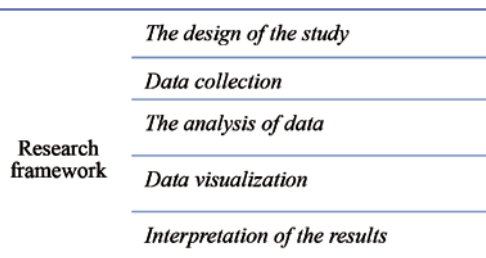 The design of the study
Data collection
The analysis of data
Research
framework
Data visualization
Interpretation of the results